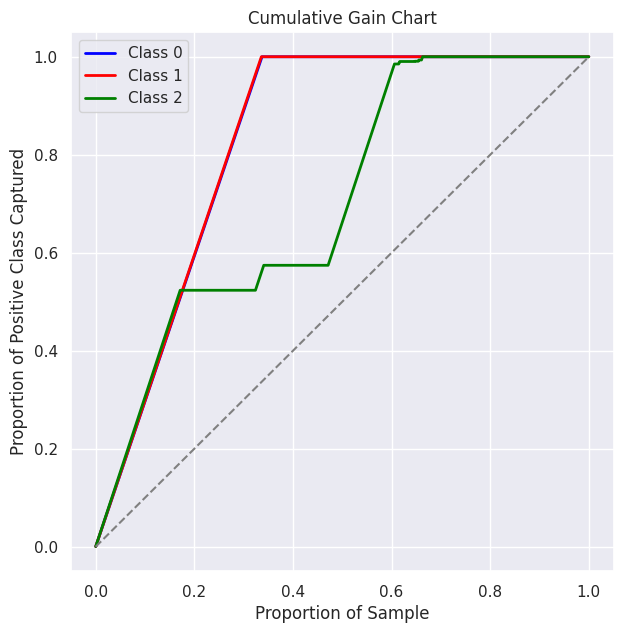 Cumulative Gain Chart
Class 0
Class 1
Class 2
Proportion of Positive Class Captured
1.0
0.8
0.6
0.4
0.2
0.0
0.0 0.2 0.4 0.6 0.8 1.0
Proportion of Sample